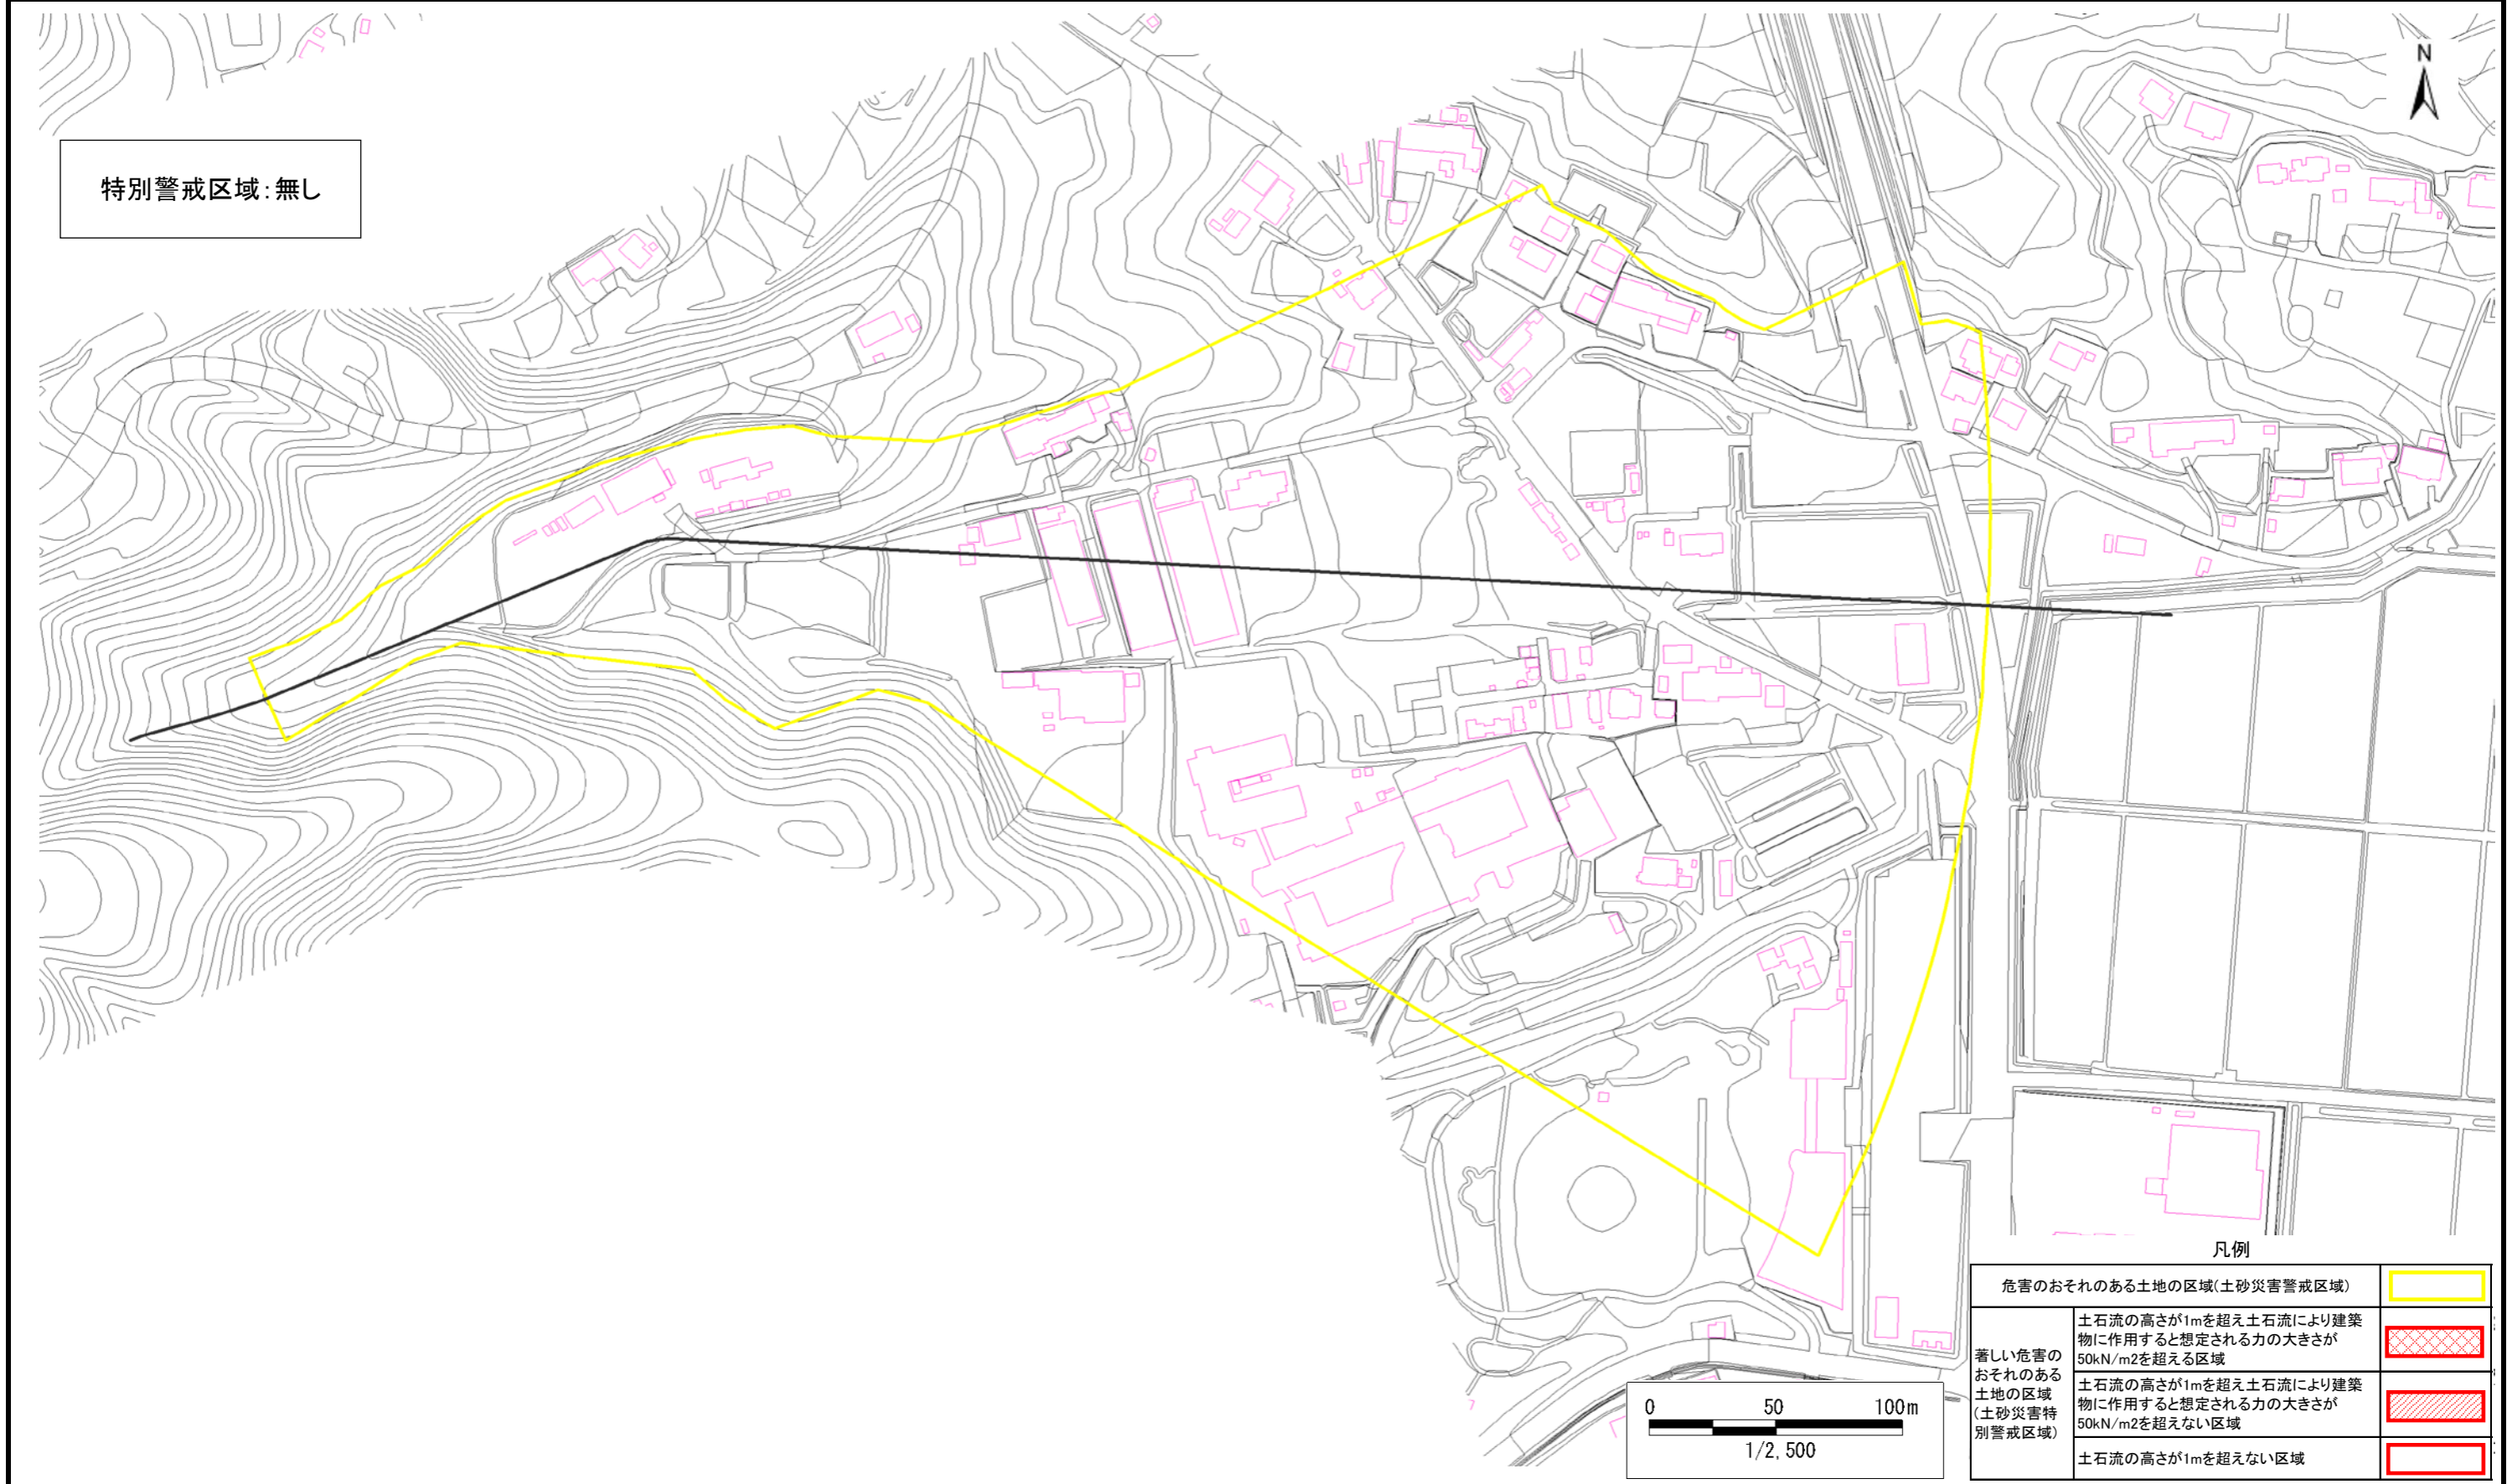 N
特別警戒区域：無し
凡例
危害のおそれのある土地の区域(土砂災害警戒区域)
著しい危害の
おそれのある
土地の区域
(土砂災害特
別警戒区域)
土石流の高さが1mを超え土石流により建築
物に作用すると想定される力の大きさが
50kN/m2を超える区域
土石流の高さが1mを超え土石流により建築
物に作用すると想定される力の大きさが
50kN/m2を超えない区域
土石流の高さが1mを超えない区域
0 50 100m
1/2,500